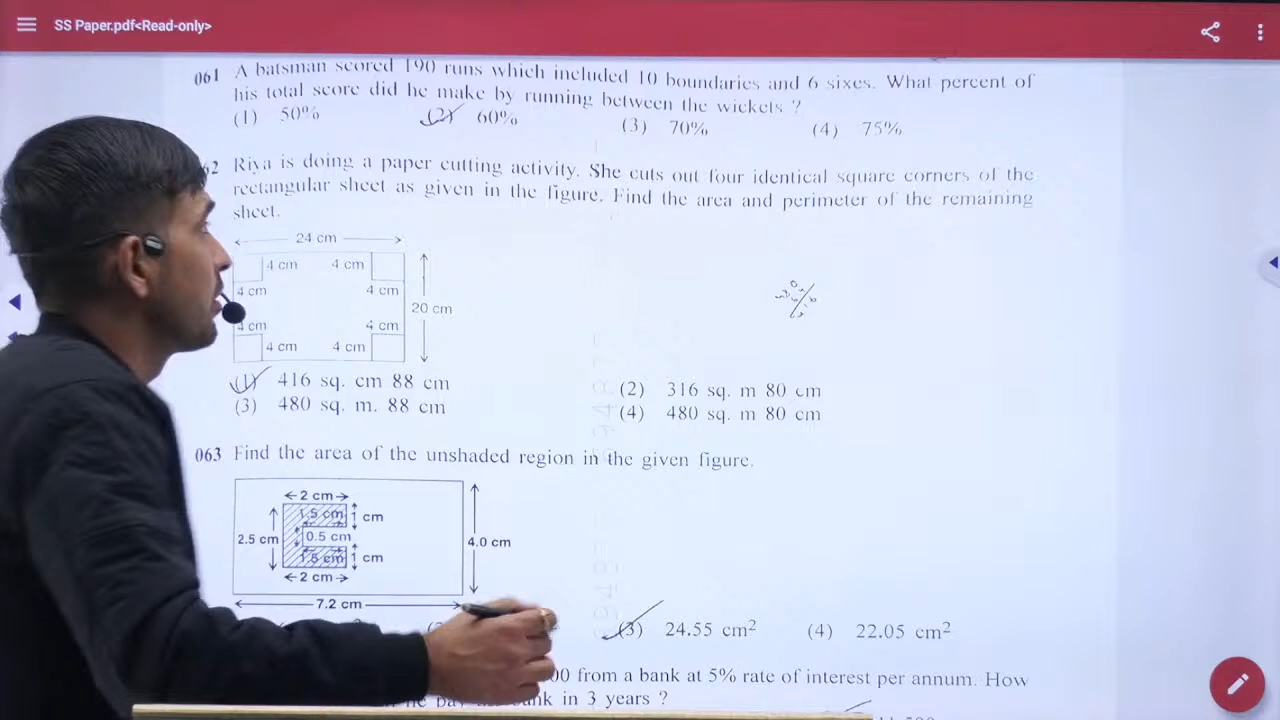 SS Paper.pdf<Read-only>
061 A batsman scored 190 runs which included 10 boundaries and 6 sixes. What percent of
his total score did he make by running between the wickets ?
(1) 50% (2) 60% (3) 70% (4) 75%
62 Riya is doing a paper cutting activity. She cuts out four identical square corners of the
rectangular sheet as given in the figure. Find the area and perimeter of the remaining
sheet.
24 cm
4 cm 4 cm
4 cm 4 cm
20 cm
4 cm 4 cm
4 cm 4 cm
(1) 416 sq. cm 88 cm (2) 316 sq. m 80 cm
(3) 480 sq. m. 88 cm (4) 480 sq. m 80 cm
063 Find the area of the unshaded region in the given figure.
2 cm
1.5 cm 1 cm
2.5 cm 0.5 cm 4.0 cm
1.5 cm 1 cm
2 cm
7.2 cm
(3) 24.55 cm² (4) 22.05 cm²
00 from a bank at 5% rate of interest per annum. How
in 3 years ?